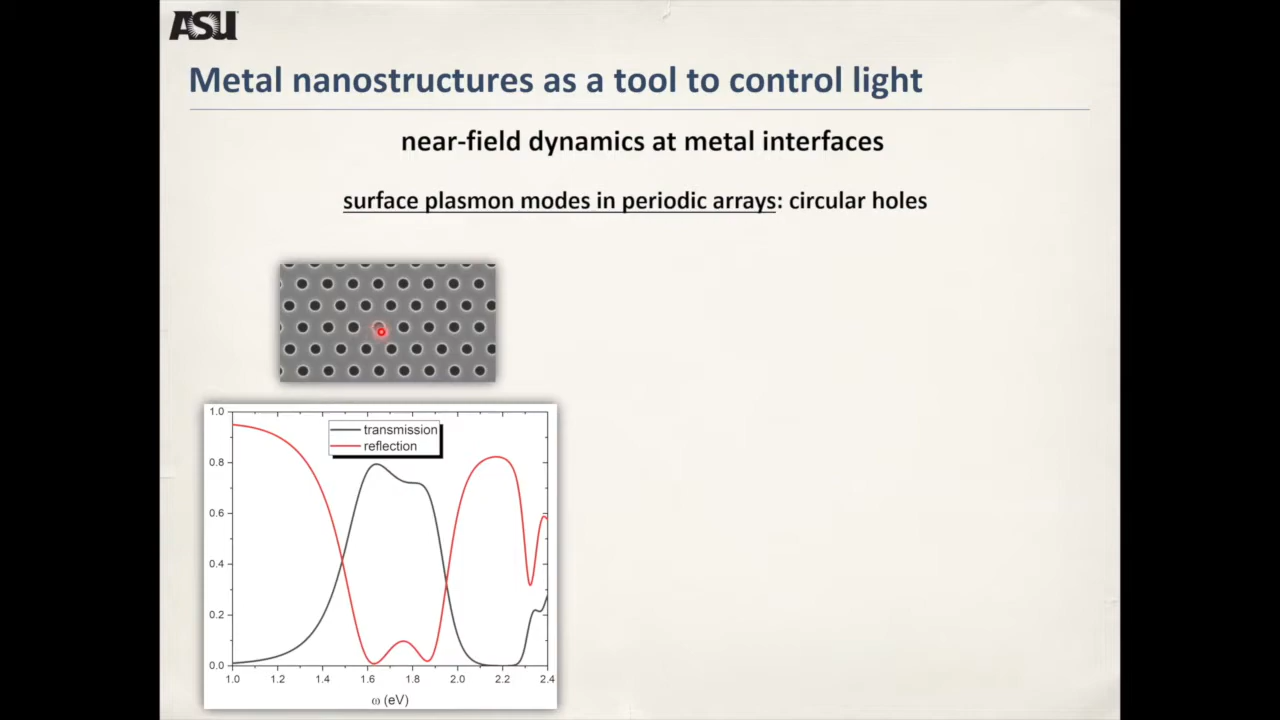 ASU
Metal nanostructures as a tool to control light
near-field dynamics at metal interfaces
surface plasmon modes in periodic arrays: circular holes
1.0
0.8
0.6
0.4
0.2
0.0
transmission
reflection
1.0 1.2 1.4 1.6 1.8 2.0 2.2 2.4
ω (eV)